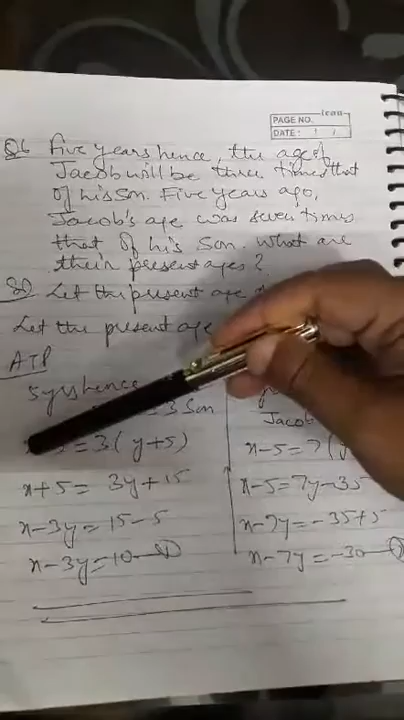 icon
PAGE NO.
DATE: / /
Q6 Five years hence, the age of
Jacob will be three times that
of his son. Five years ago,
Jacob's age was seven times
that of his son. What are
their present ages?
Sol Let the present age
Let the present age
ATP
5 yrs hence
= 3 Son
= 3(y+5)
x+5 = 3y+15
x-3y = 15-5
x-3y = 10 - ①
Jacob
x-5 = 7(y
x-5 = 7y-35
x-7y = -35+5
x-7y = -30